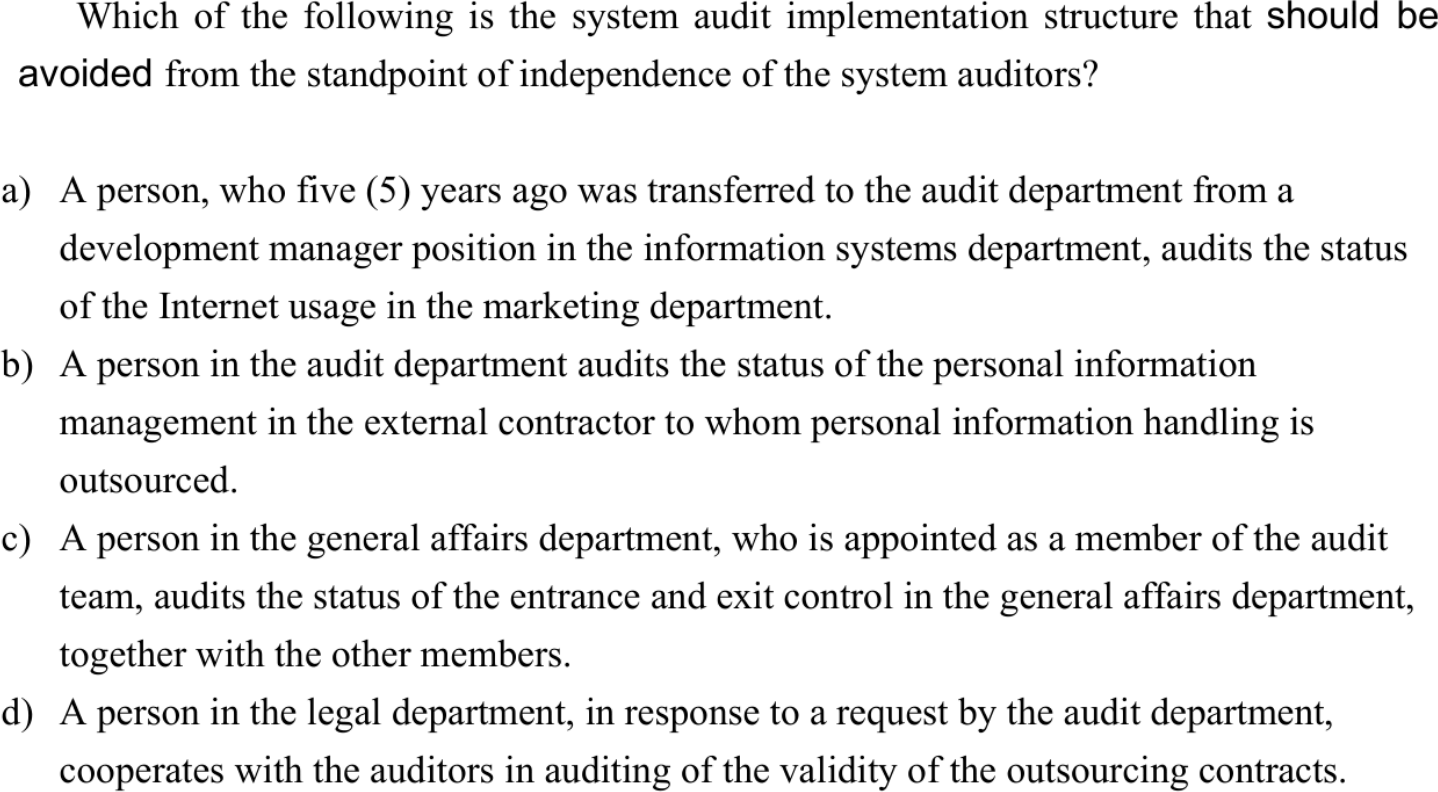 Which of the following is the system audit implementation structure that should be
avoided from the standpoint of independence of the system auditors?
a) A person, who five (5) years ago was transferred to the audit department from a
development manager position in the information systems department, audits the status
of the Internet usage in the marketing department.
b) A person in the audit department audits the status of the personal information
management in the external contractor to whom personal information handling is
outsourced.
c) A person in the general affairs department, who is appointed as a member of the audit
team, audits the status of the entrance and exit control in the general affairs department,
together with the other members.
d) A person in the legal department, in response to a request by the audit department,
cooperates with the auditors in auditing of the validity of the outsourcing contracts.